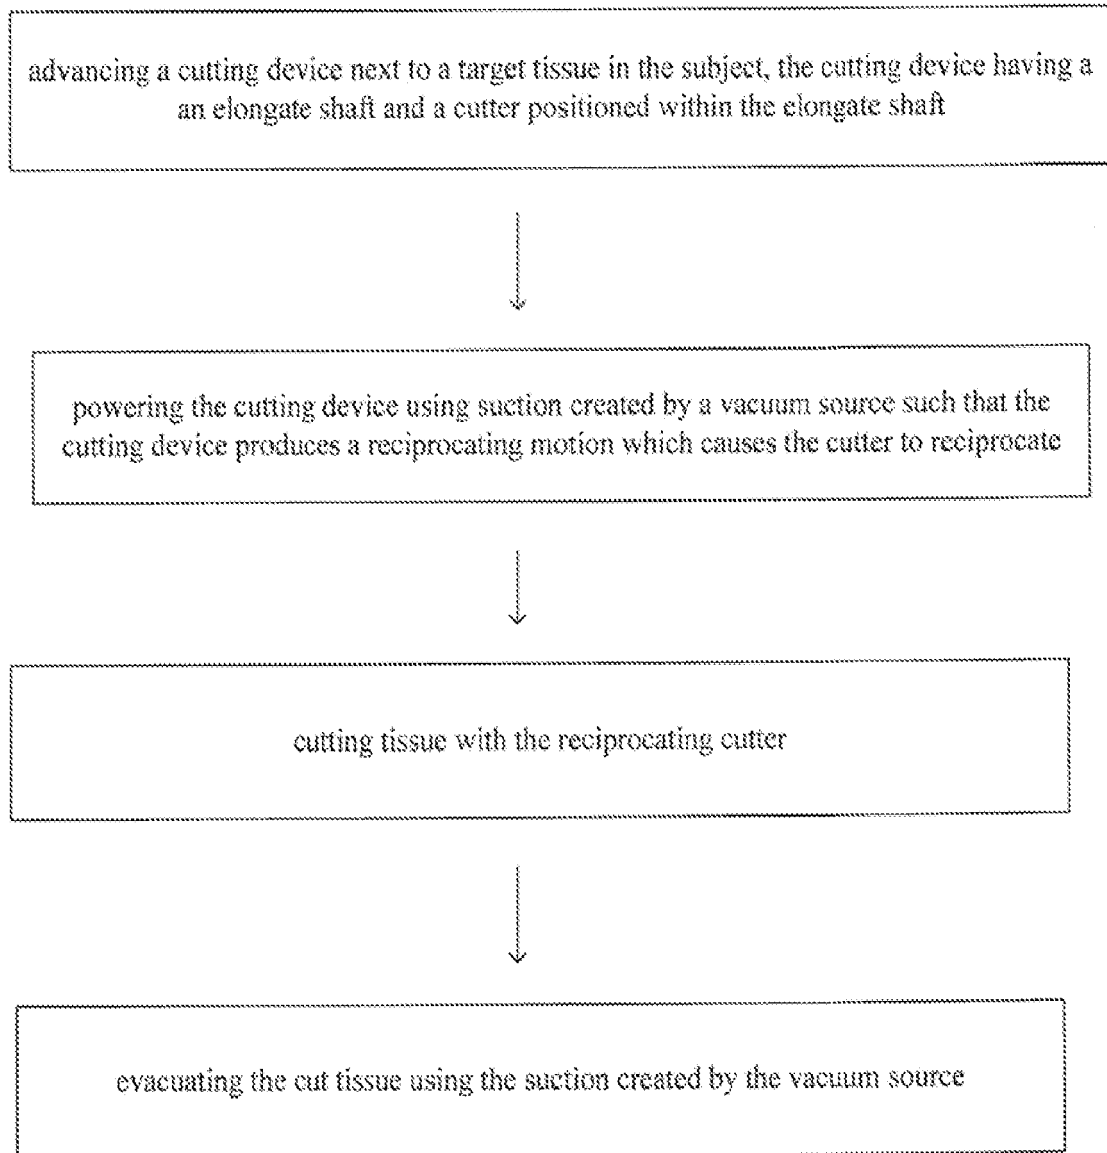 advancing a cutting device next to a target tissue in the subject, the cutting device having a
an elongate shaft and a cutter positioned within the elongate shaft
powering the cutting device using suction created by a vacuum source such that the
cutting device produces a reciprocating motion which causes the cutter to reciprocate
cutting tissue with the reciprocating cutter
evacuating the cut tissue using the suction created by the vacuum source